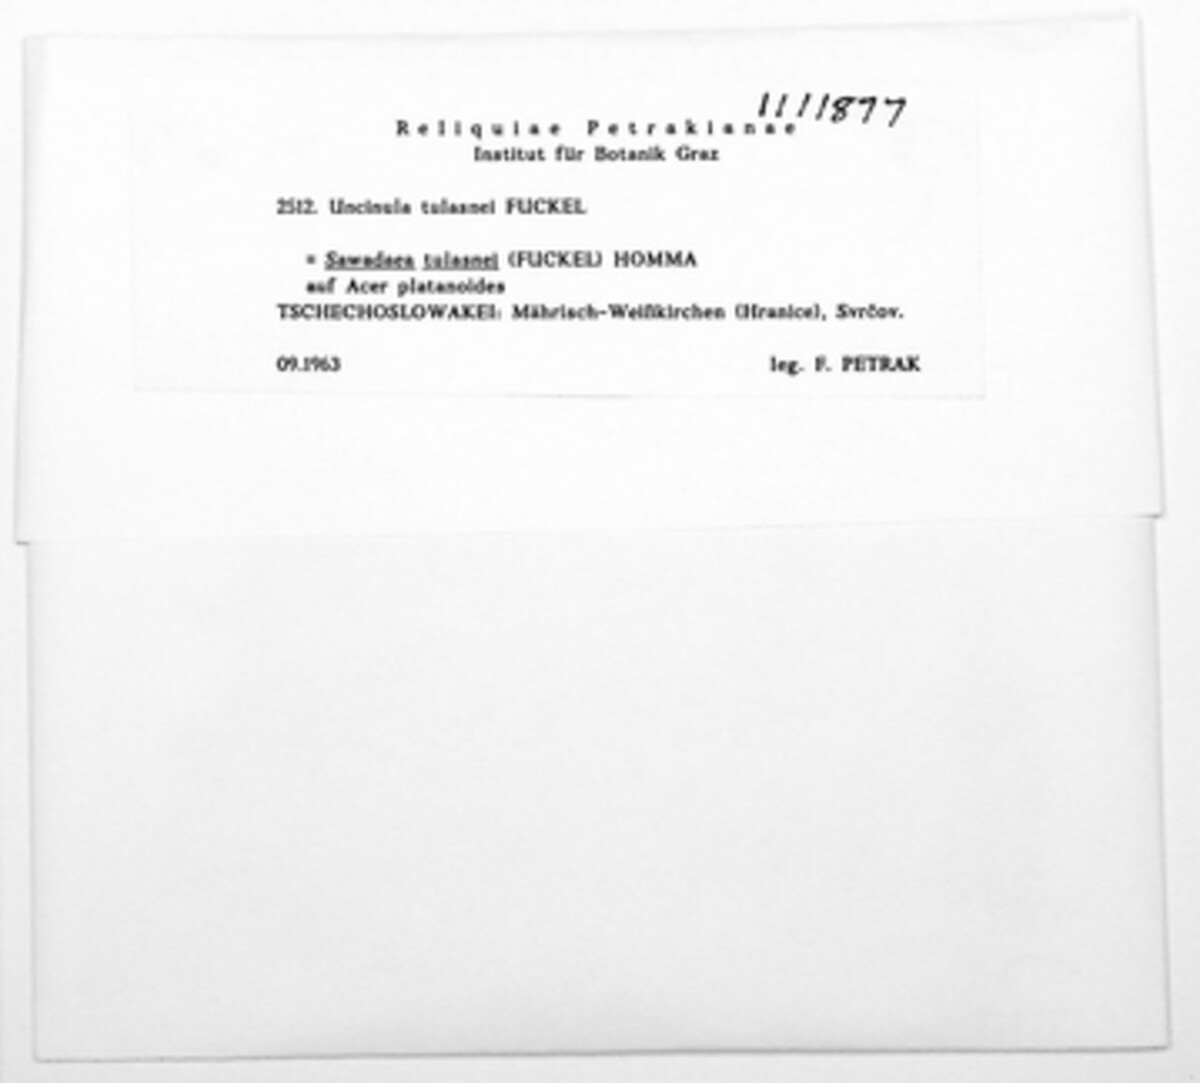 1111877
Reliquiae Petrakianae
Institut für Botanik Graz
2512. Uncinula tulasnei FUCKEL
= Sawadaea tulasnei (FUCKEL) HOMMA
auf Acer platanoides
TSCHECHOSLOWAKEI: Mährisch-Weißkirchen (Hranice), Svrčov.
09.1963 leg. F. PETRAK